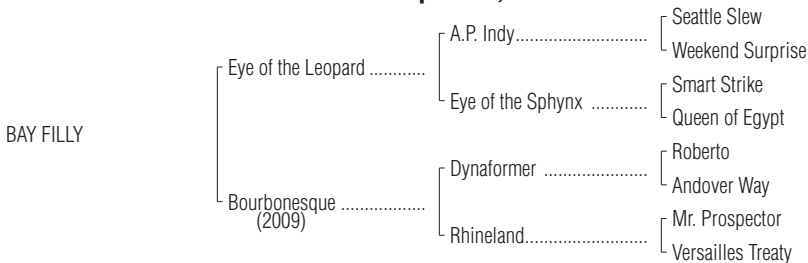 Seattle Slew
A.P. Indy..............................
Weekend Surprise
Eye of the Leopard ............
Smart Strike
Eye of the Sphynx ............
Queen of Egypt
BAY FILLY
Roberto
Dynaformer ......................
Andover Way
Bourbonesque ..................
(2009)
Mr. Prospector
Rhineland...........................
Versailles Treaty